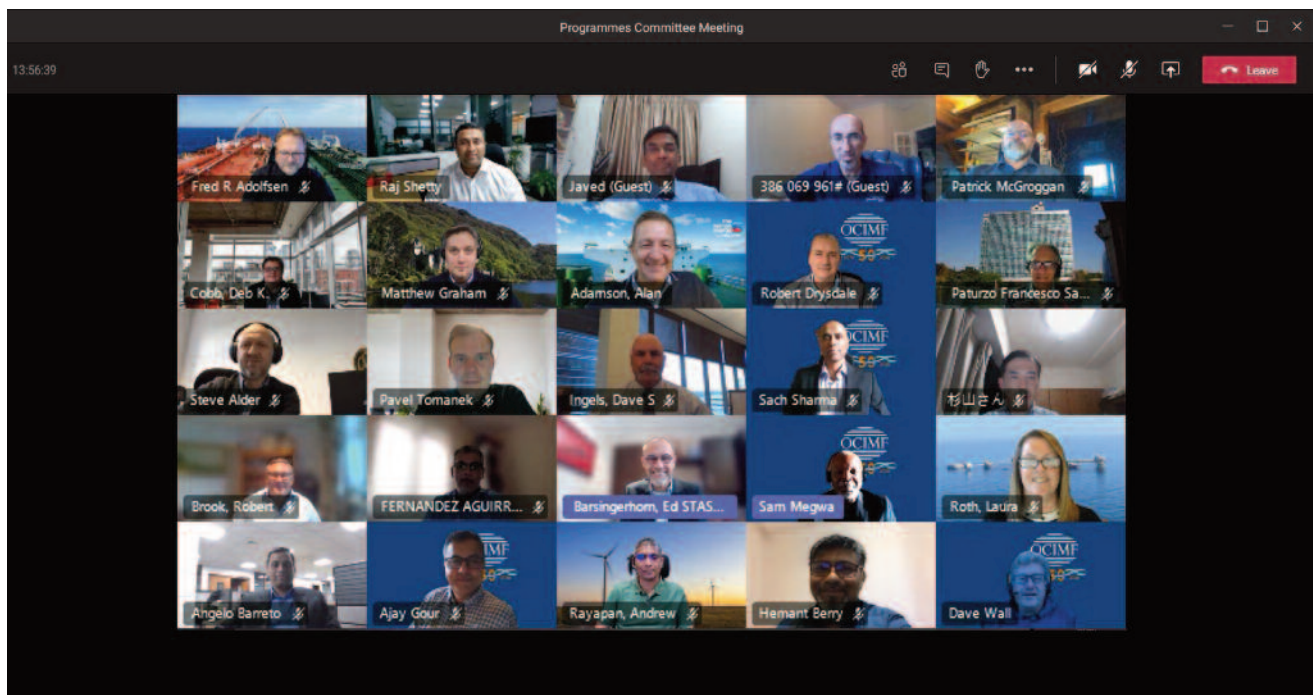 Programmes Committee Meeting
13:56:39
Leave
Fred R Adolfsen
Raj Shetty
Javed (Guest)
386 069 961# (Guest)
Patrick McGroggan
Cobb, Deb K.
Matthew Graham
Adamson, Alan
OCIMF
Robert Drysdale
Paturzo Francesco Sa...
Steve Alder
Pavel Tomanek
Ingels, Dave S
OCIMF
Sach Sharma
杉山さん
Brook, Robert
FERNANDEZ AGUIRR...
Barsingerhorn, Ed STAS...
OCIMF
Sam Megwa
Roth, Laura
Angelo Barreto
IMF
Ajay Gour
Rayapan, Andrew
Hemant Berry
OCIMF
Dave Wall